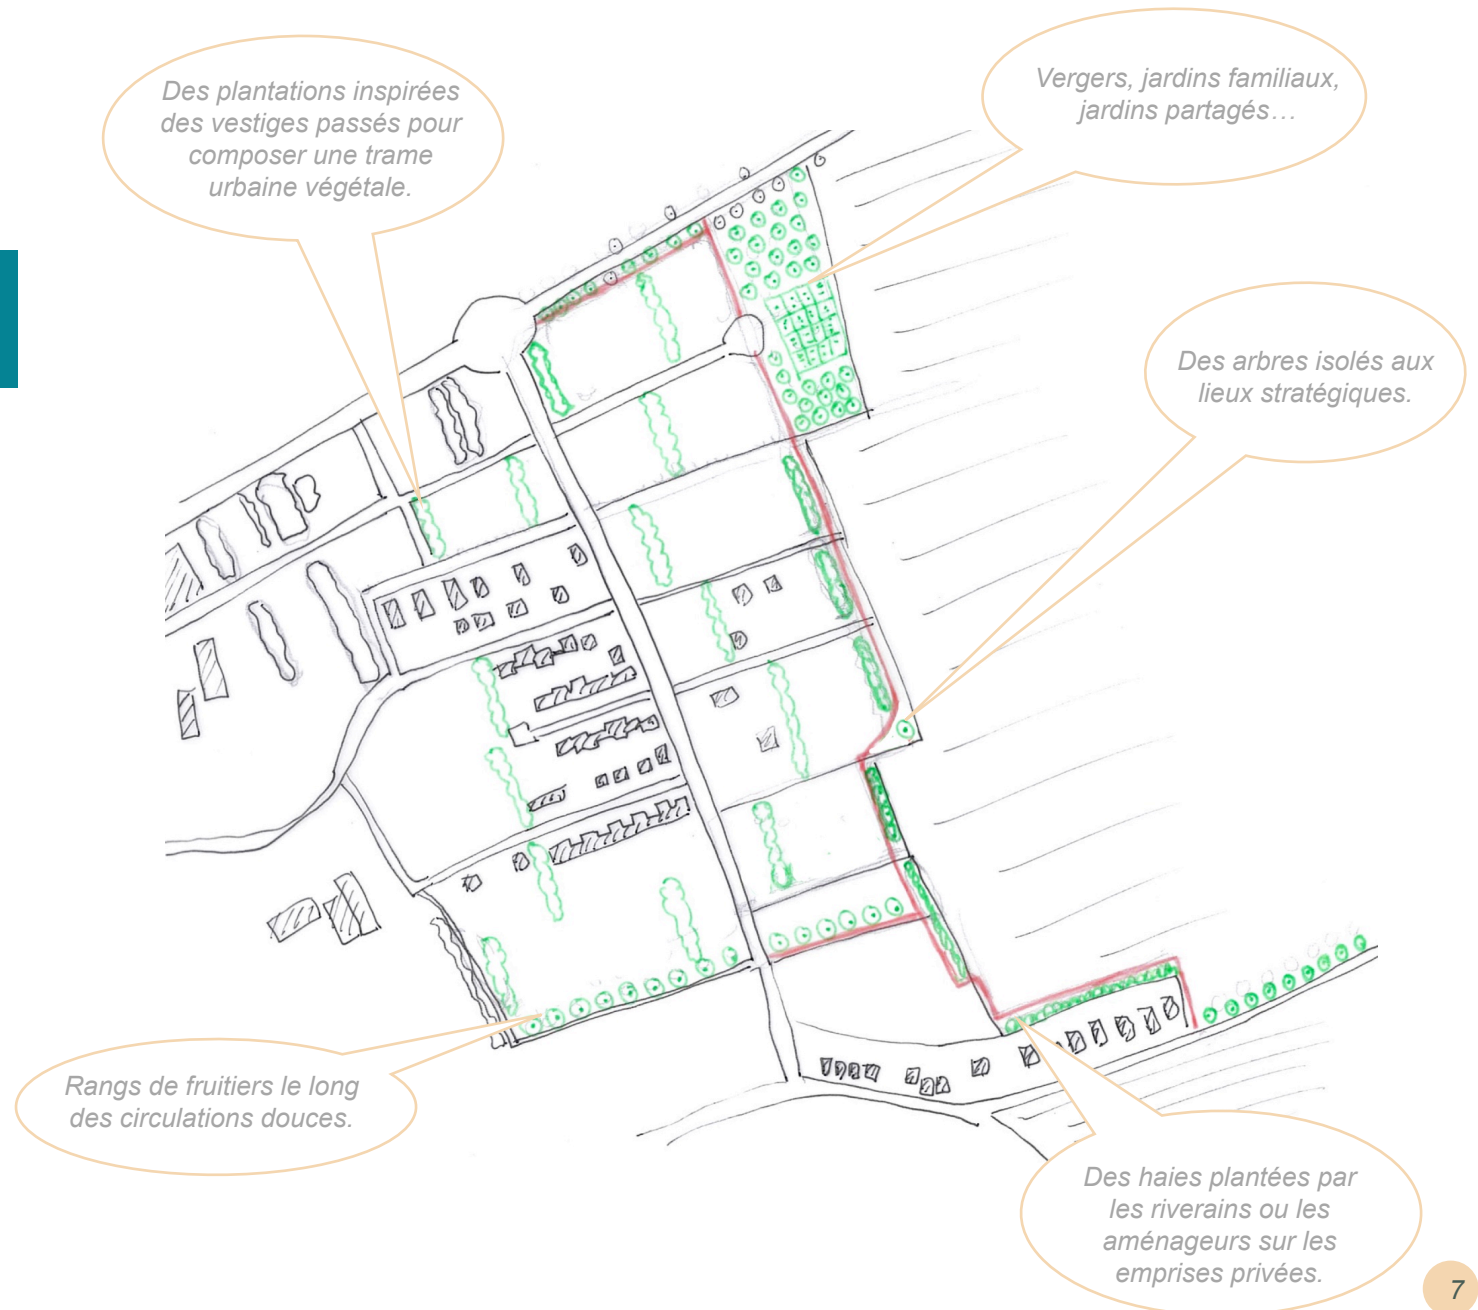 Des plantations inspirées
des vestiges passés pour
composer une trame
urbaine végétale.
Vergers, jardins familiaux,
jardins partagés…
Des arbres isolés aux
lieux stratégiques.
Rangs de fruitiers le long
des circulations douces.
Des haies plantées par
les riverains ou les
aménageurs sur les
emprises privées.
7